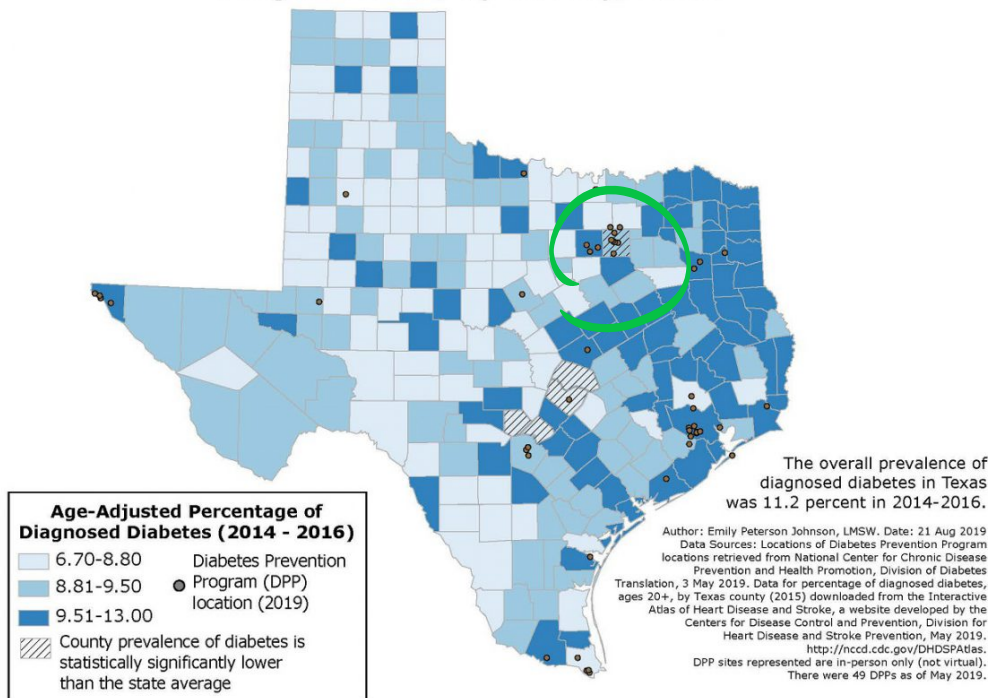 The overall prevalence of
diagnosed diabetes in Texas
was 11.2 percent in 2014-2016.
Author: Emily Peterson Johnson, LMSW. Date: 21 Aug 2019
Data Sources: Locations of Diabetes Prevention Program
locations retrieved from National Center for Chronic Disease
Prevention and Health Promotion, Division of Diabetes
Translation, 3 May 2019. Data for percentage of diagnosed diabetes,
ages 20+, by Texas county (2015) downloaded from the Interactive
Atlas of Heart Disease and Stroke, a website developed by the
Centers for Disease Control and Prevention, Division for
Heart Disease and Stroke Prevention, May 2019.
http://nccd.cdc.gov/DHDSPAtlas.
DPP sites represented are in-person only (not virtual).
There were 49 DPPs as of May 2019.
Age-Adjusted Percentage of
Diagnosed Diabetes (2014 - 2016)
6.70-8.80
8.81-9.50
9.51-13.00
Diabetes Prevention
Program (DPP)
location (2019)
County prevalence of diabetes is
statistically significantly lower
than the state average